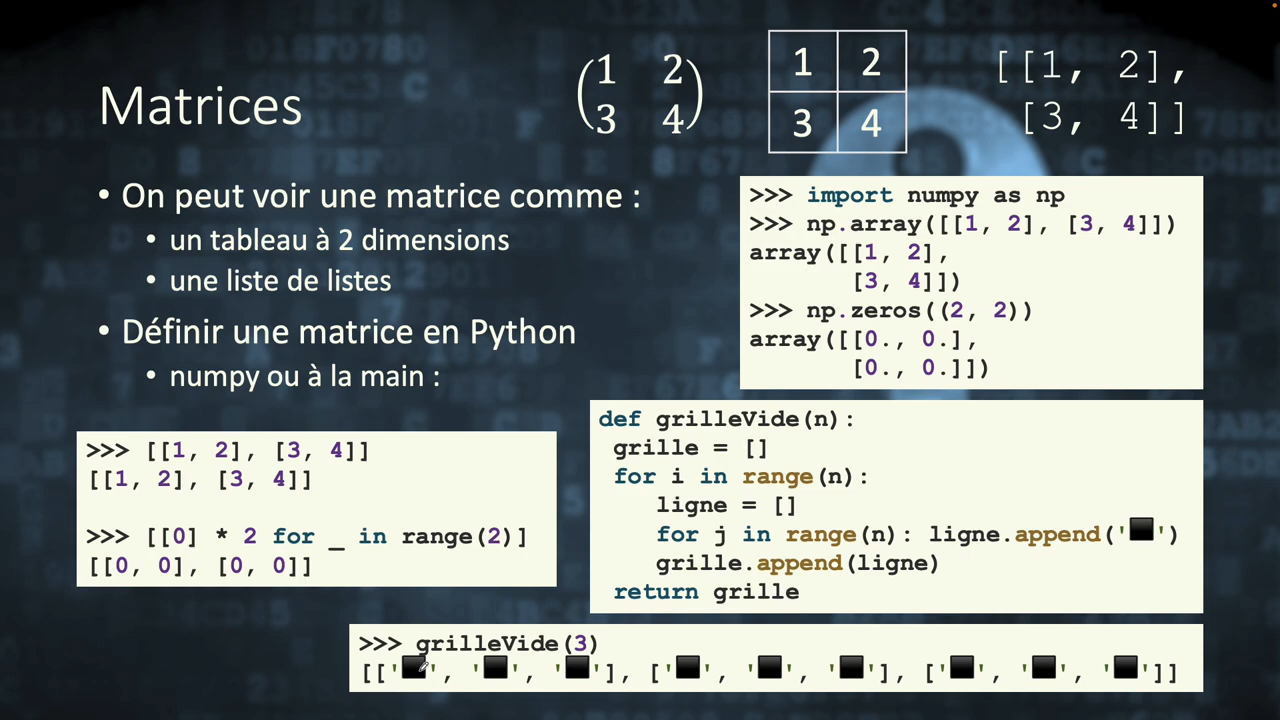 Matrices
(1 2
3 4)
1 2
3 4
[[1, 2],
[3, 4]]
• On peut voir une matrice comme :
• un tableau à 2 dimensions
• une liste de listes
• Définir une matrice en Python
• numpy ou à la main :
>>> import numpy as np
>>> np.array([[1, 2], [3, 4]])
array([[1, 2],
       [3, 4]])
>>> np.zeros((2, 2))
array([[0., 0.],
       [0., 0.]])
>>> [[1, 2], [3, 4]]
[[1, 2], [3, 4]]
>>> [[0] * 2 for _ in range(2)]
[[0, 0], [0, 0]]
def grilleVide(n):
 grille = []
 for i in range(n):
    ligne = []
    for j in range(n): ligne.append('⬛')
    grille.append(ligne)
 return grille
>>> grilleVide(3)
[['⬛', '⬛', '⬛'], ['⬛', '⬛', '⬛'], ['⬛', '⬛', '⬛']]